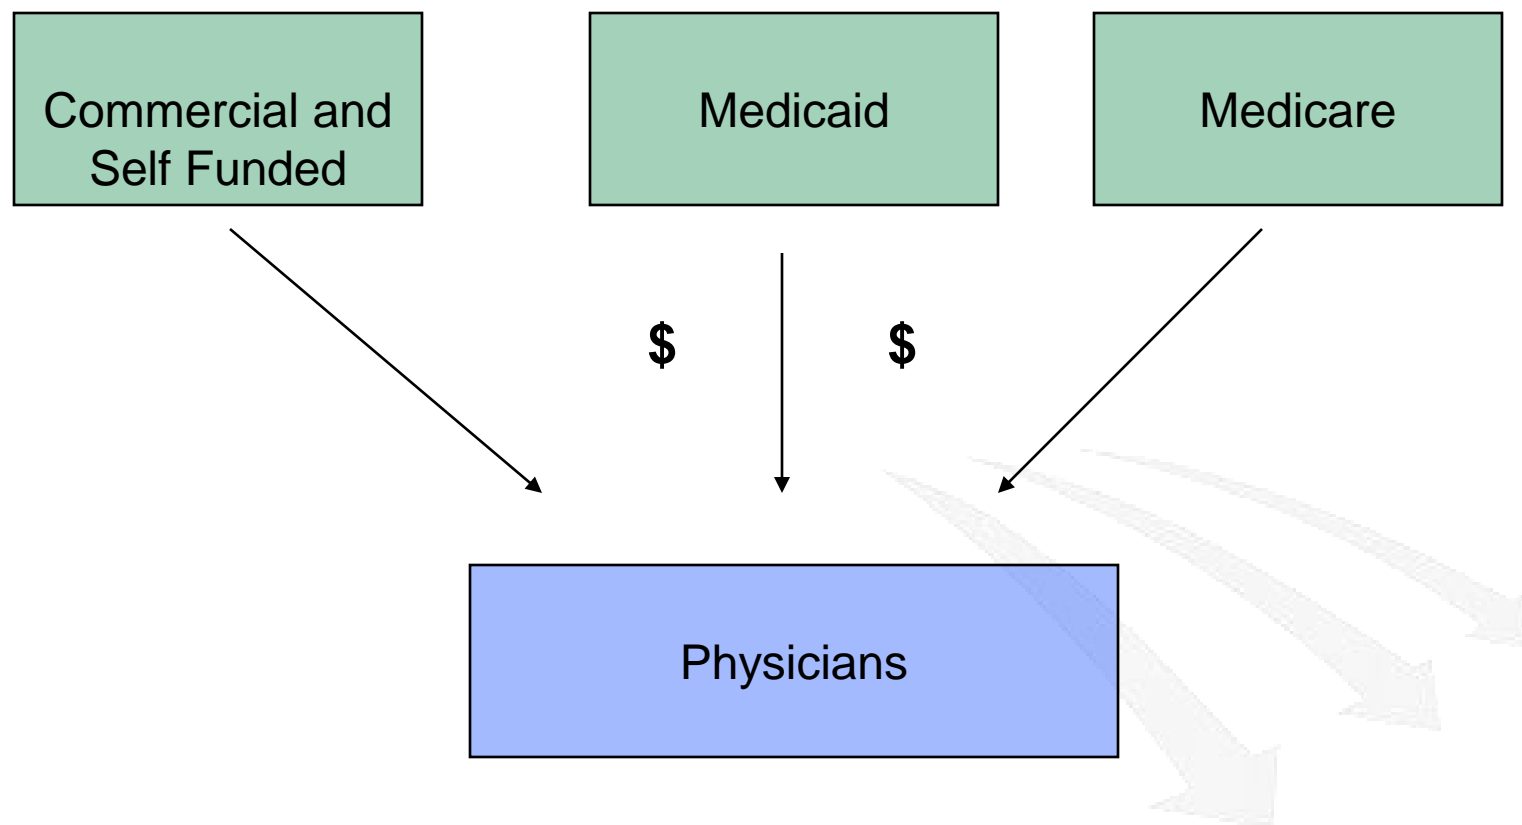 Commercial and
Self Funded
Medicaid
Medicare
$
$
Physicians